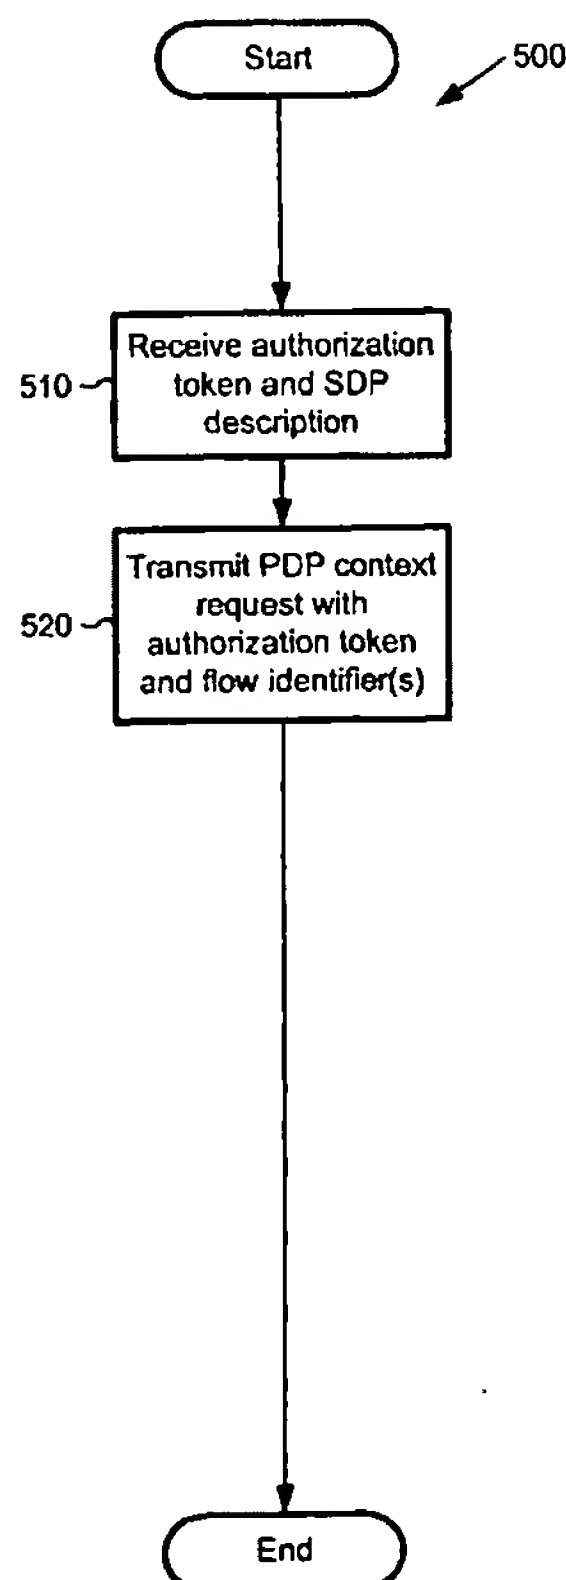 Start
500
Receive authorization
token and SDP
description
510
Transmit PDP context
request with
authorization token
and flow identifier(s)
520
End